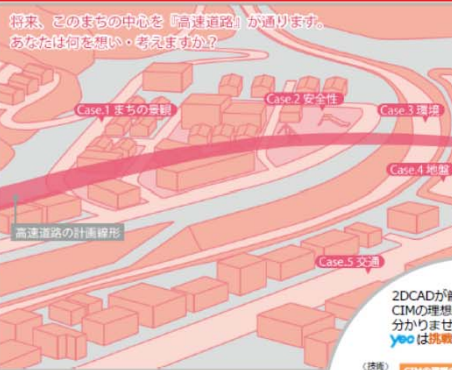 将来、このまちの中心を『高速道路』が通ります。
あなたは何を想い・考えますか？
Case.1 まちの景観
Case.2 安全性
Case.3 環境
Case.4 地盤
高速道路の計画線形
Case.5 交通
2DCADが
CIMの理想
分かりませ
は挑戦
《技術》